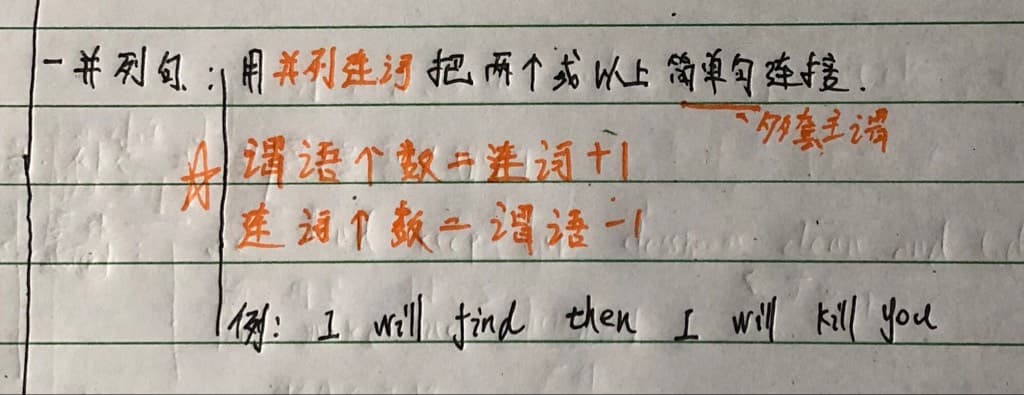 一并列句：用并列连词把两个或以上简单句连接.
多套主谓
☆谓语个数=连词+1
连词个数=谓语-1
例: I will find then I will kill you